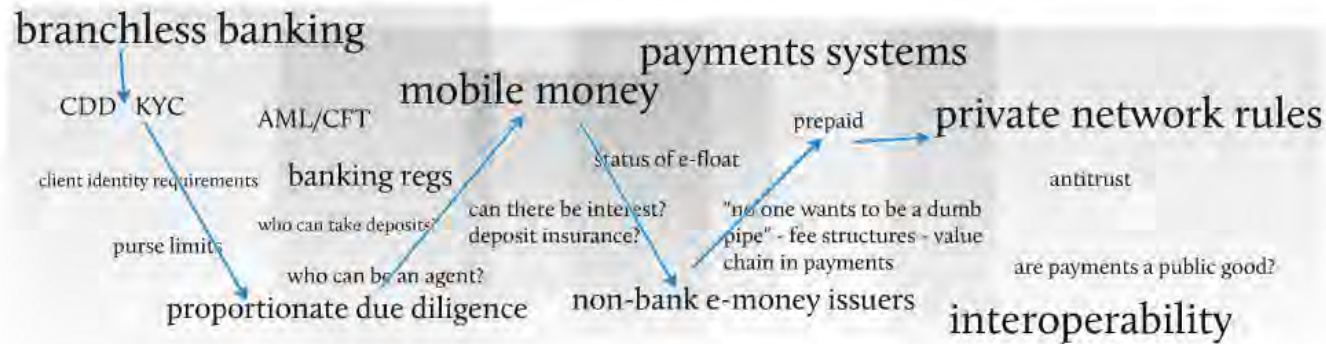 branchless banking
payments systems
mobile money
CDD KYC
AML/CFT
prepaid
private network rules
status of e-float
client identity requirements
banking regs
antitrust
who can take deposits?
can there be interest?
deposit insurance?
"no one wants to be a dumb
pipe" - fee structures - value
chain in payments
purse limits
who can be an agent?
are payments a public good?
proportionate due diligence
non-bank e-money issuers
interoperability